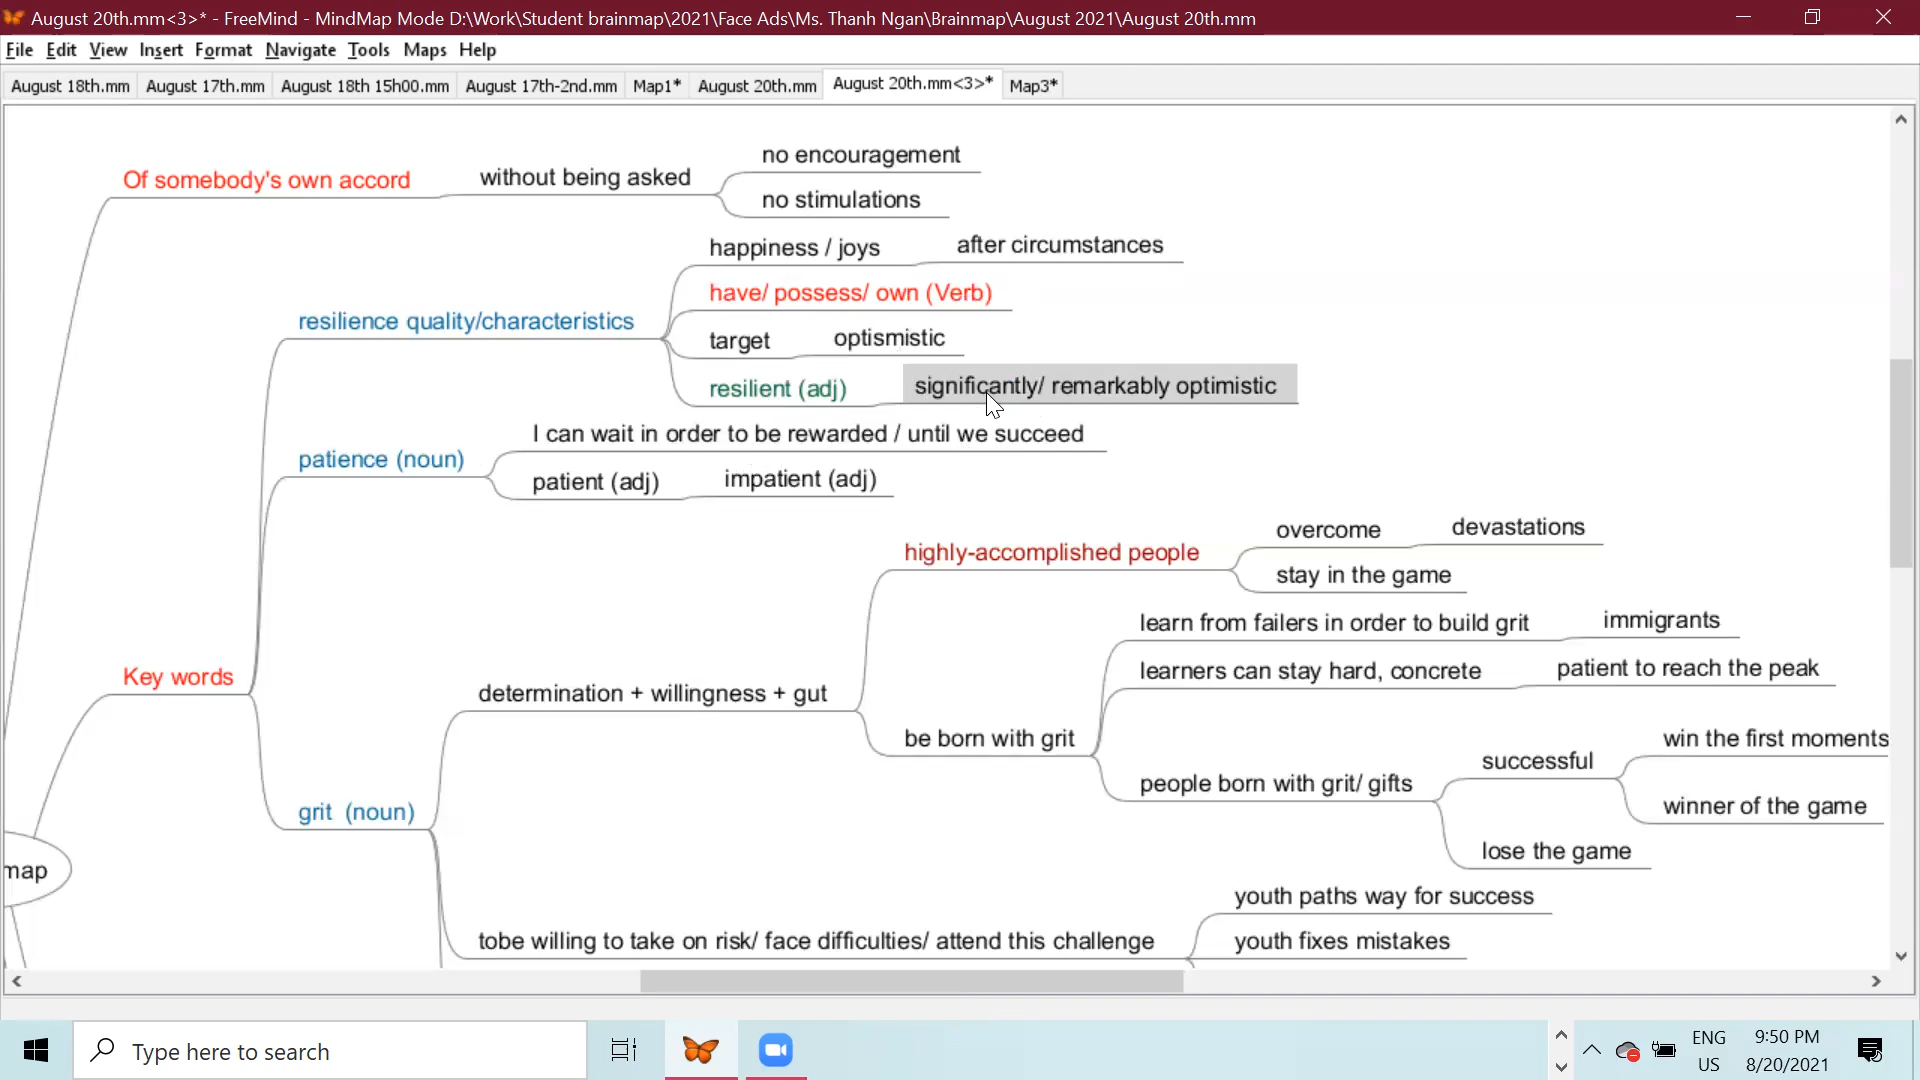 August 20th.mm<3>* - FreeMind - MindMap Mode D:\Work\Student brainmap\2021\Face Ads\Ms. Thanh Ngan\Brainmap\August 2021\August 20th.mm
File Edit View Insert Format Navigate Tools Maps Help
August 18th.mm August 17th.mm August 18th 15h00.mm August 17th-2nd.mm Map1* August 20th.mm August 20th.mm<3>* Map3*
Of somebody's own accord
without being asked
no encouragement
no stimulations
Key words
resilience quality/characteristics
happiness / joys
after circumstances
have/ possess/ own (Verb)
target
optismistic
resilient (adj)
significantly/ remarkably optimistic
patience (noun)
I can wait in order to be rewarded / until we succeed
patient (adj)
impatient (adj)
grit (noun)
determination + willingness + gut
highly-accomplished people
overcome
devastations
stay in the game
be born with grit
learn from failers in order to build grit
immigrants
learners can stay hard, concrete
patient to reach the peak
people born with grit/ gifts
successful
win the first moments
winner of the game
lose the game
tobe willing to take on risk/ face difficulties/ attend this challenge
youth paths way for success
youth fixes mistakes
map
Type here to search
ENG
US
9:50 PM
8/20/2021